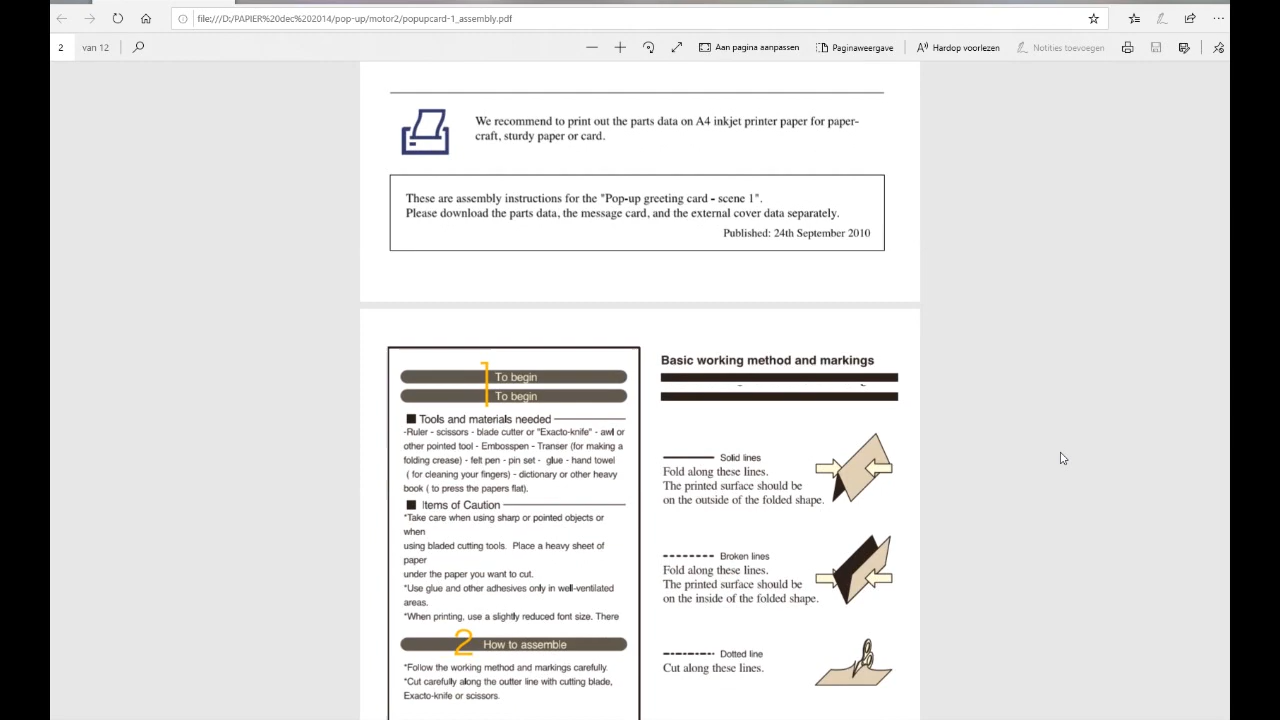 file:///D:/PAPIER%20dec%202014/pop-up/motor2/popupcard-1_assembly.pdf
2 van 12 Aan pagina aanpassen Paginaweergave Hardop voorlezen Notities toevoegen
We recommend to print out the parts data on A4 inkjet printer paper for paper-
craft, sturdy paper or card.
These are assembly instructions for the "Pop-up greeting card - scene 1".
Please download the parts data, the message card, and the external cover data separately.
Published: 24th September 2010
1 To begin
To begin
Tools and materials needed
-Ruler - scissors - blade cutter or "Exacto-knife" - awl or
other pointed tool - Embosspen - Transer (for making a
folding crease) - felt pen - pin set - glue - hand towel
( for cleaning your fingers) - dictionary or other heavy
book ( to press the papers flat).
Items of Caution
*Take care when using sharp or pointed objects or
when
using bladed cutting tools. Place a heavy sheet of
paper
under the paper you want to cut.
*Use glue and other adhesives only in well-ventilated
areas.
*When printing, use a slightly reduced font size. There
2 How to assemble
*Follow the working method and markings carefully.
*Cut carefully along the outter line with cutting blade,
Exacto-knife or scissors.
Basic working method and markings
Solid lines
Fold along these lines.
The printed surface should be
on the outside of the folded shape.
Broken lines
Fold along these lines.
The printed surface should be
on the inside of the folded shape.
Dotted line
Cut along these lines.